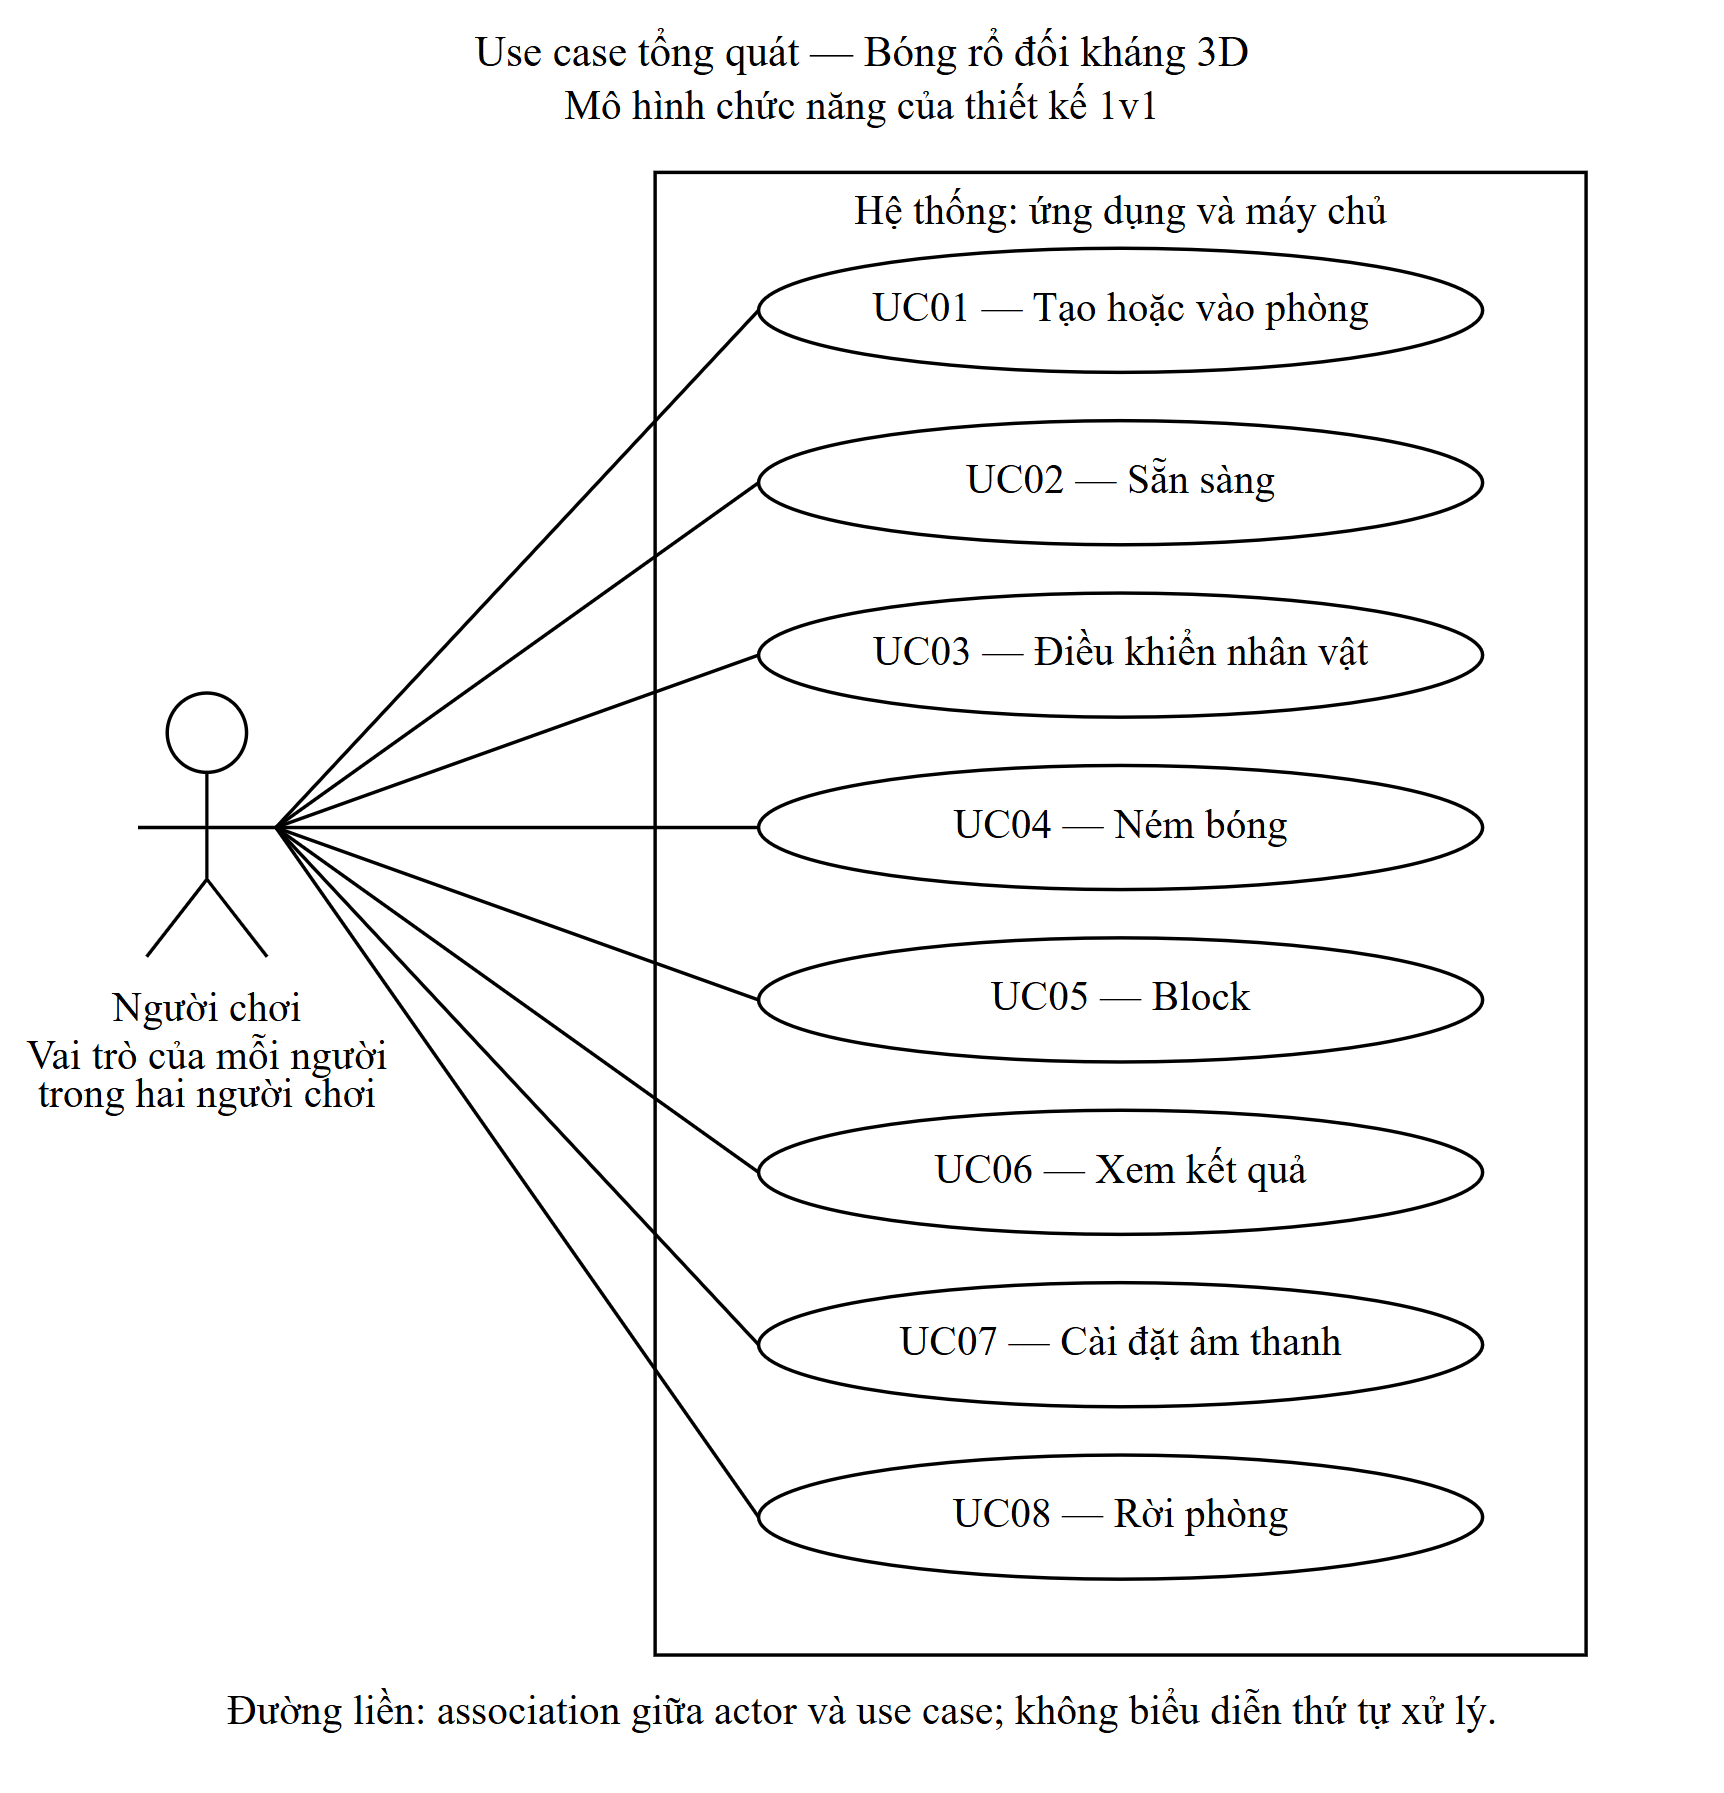 Use case tổng quát — Bóng rổ đối kháng 3D
Mô hình chức năng của thiết kế 1v1
Hệ thống: ứng dụng và máy chủ
UC01 — Tạo hoặc vào phòng
UC02 — Sẵn sàng
UC03 — Điều khiển nhân vật
UC04 — Ném bóng
UC05 — Block
UC06 — Xem kết quả
UC07 — Cài đặt âm thanh
UC08 — Rời phòng
Người chơi
Vai trò của mỗi người
trong hai người chơi
Đường liền: association giữa actor và use case; không biểu diễn thứ tự xử lý.